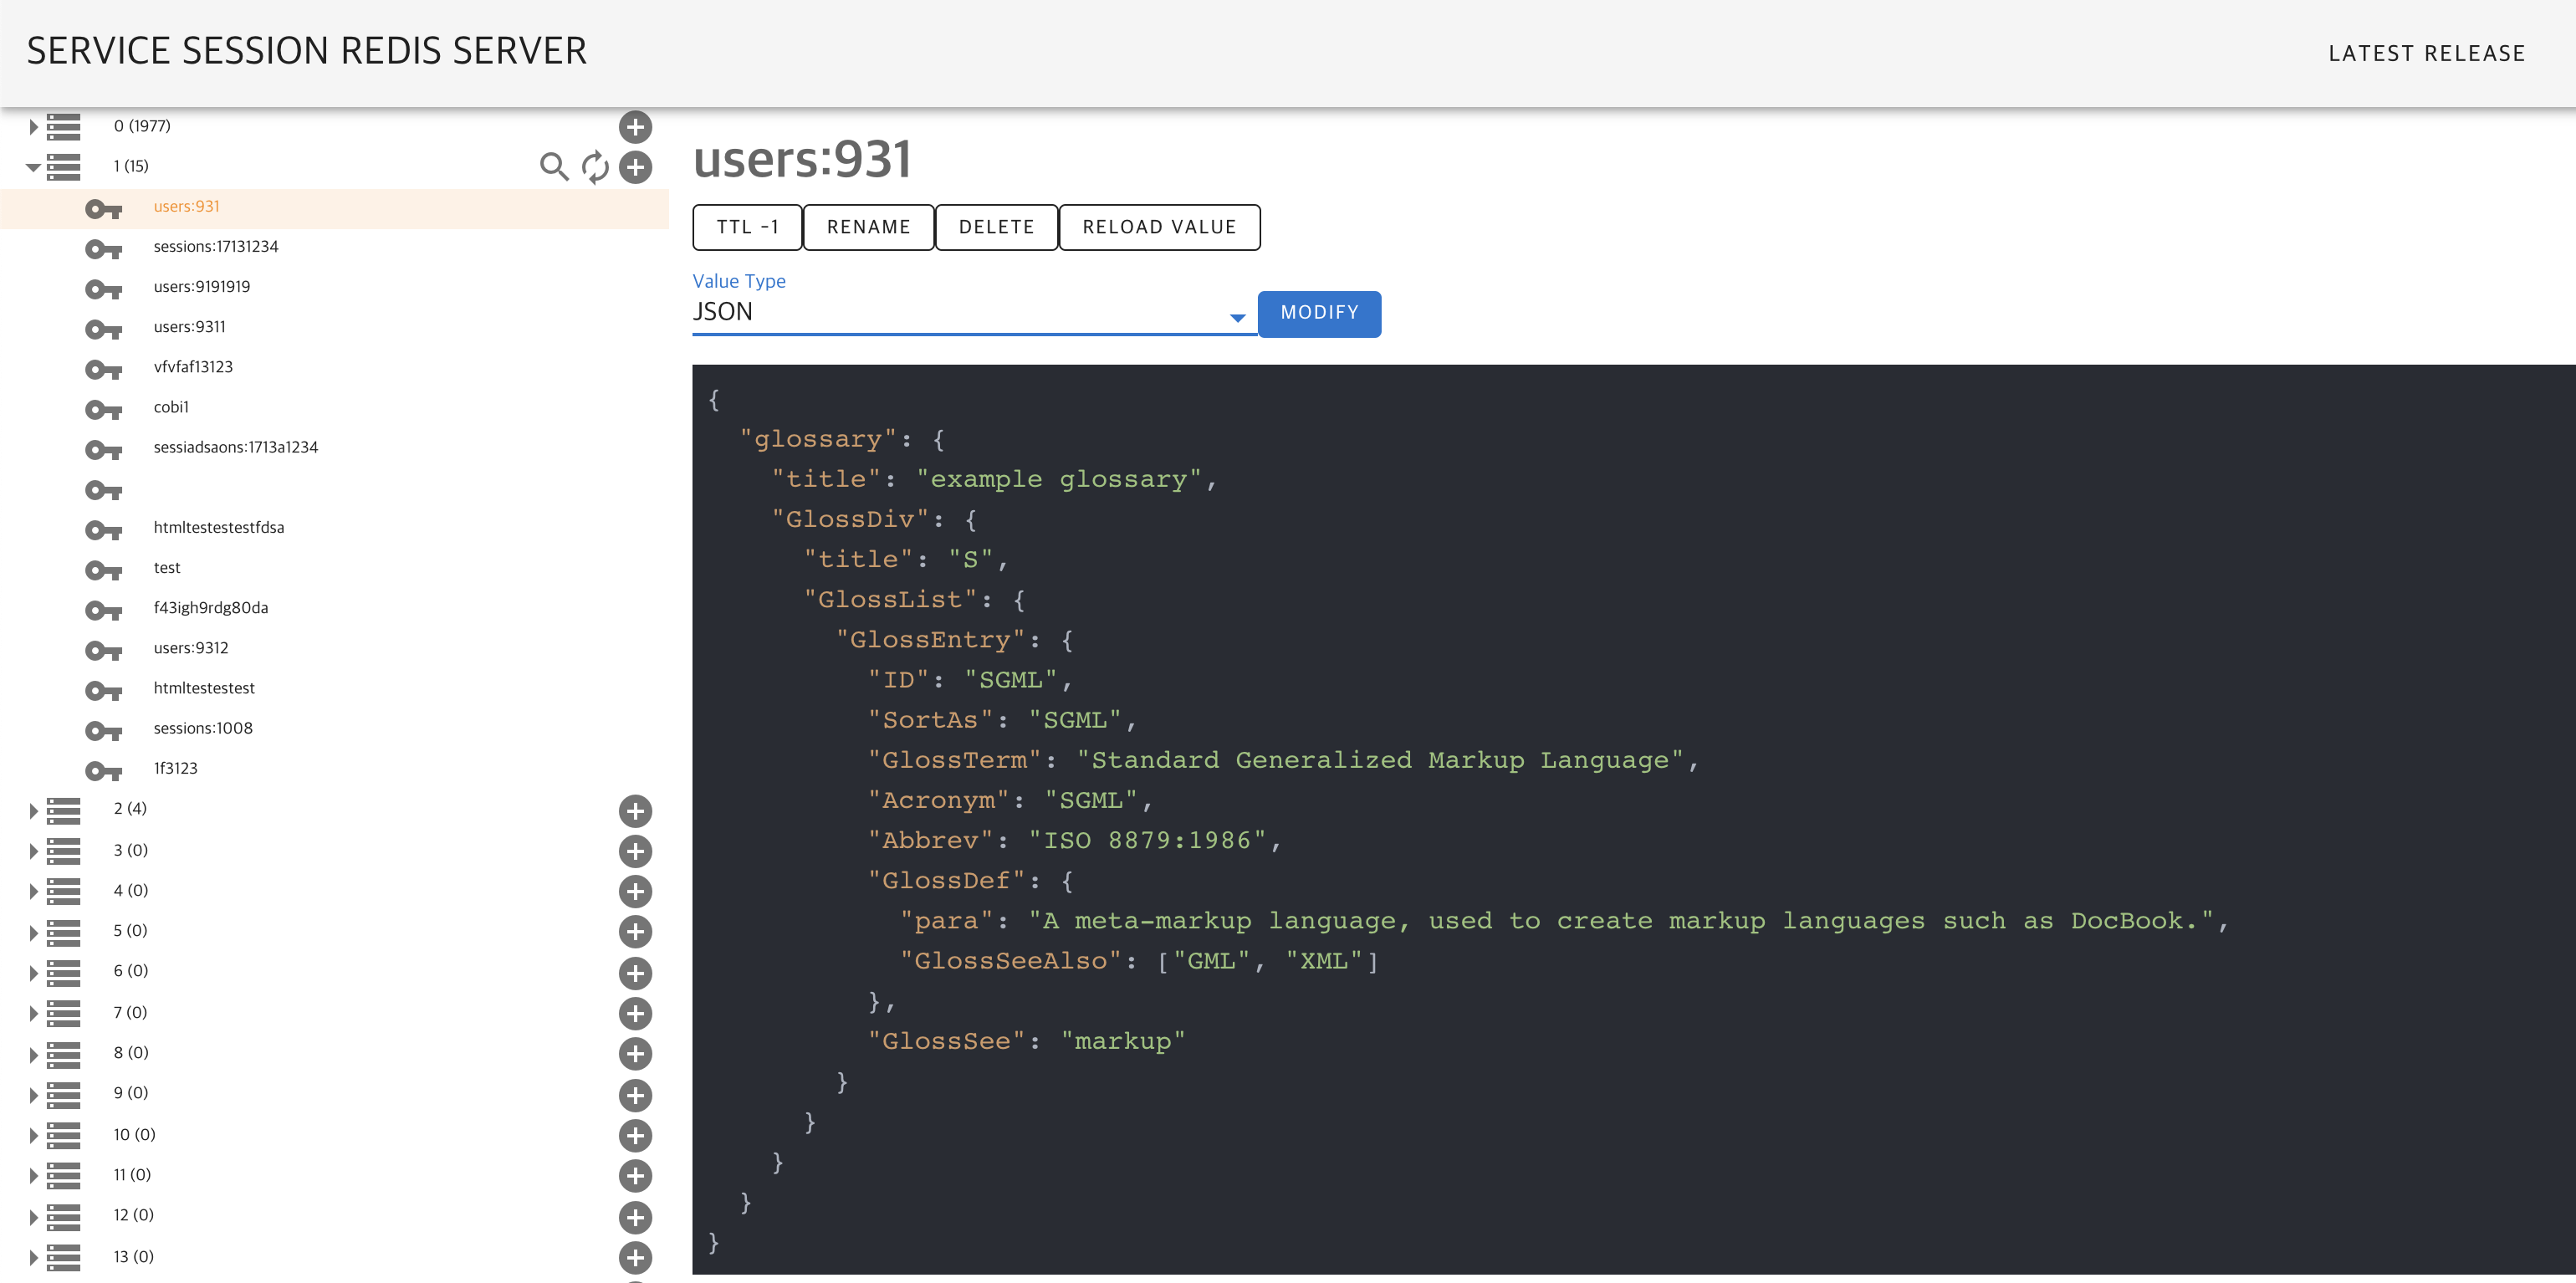 SERVICE SESSION REDIS SERVER
LATEST RELEASE
0 (1977)
1 (15)
users:931
sessions:17131234
users:9191919
users:9311
vfvfaf13123
cobi1
sessiadsaons:1713a1234
htmltestestestfdsa
test
f43igh9rdg80da
users:9312
htmltestestest
sessions:1008
1f3123
2 (4)
3 (0)
4 (0)
5 (0)
6 (0)
7 (0)
8 (0)
9 (0)
10 (0)
11 (0)
12 (0)
13 (0)
users:931
TTL -1 RENAME DELETE RELOAD VALUE
Value Type
JSON
MODIFY
{
  "glossary": {
    "title": "example glossary",
    "GlossDiv": {
      "title": "S",
      "GlossList": {
        "GlossEntry": {
          "ID": "SGML",
          "SortAs": "SGML",
          "GlossTerm": "Standard Generalized Markup Language",
          "Acronym": "SGML",
          "Abbrev": "ISO 8879:1986",
          "GlossDef": {
            "para": "A meta-markup language, used to create markup languages such as DocBook.",
            "GlossSeeAlso": ["GML", "XML"]
          },
          "GlossSee": "markup"
        }
      }
    }
  }
}